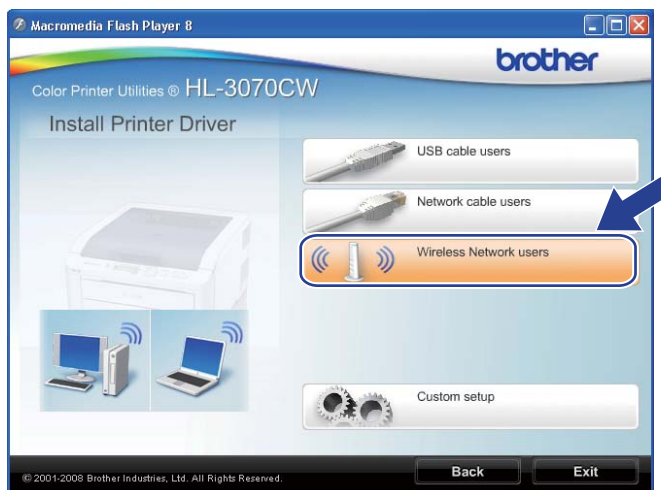 Macromedia Flash Player 8
brother
Color Printer Utilities ® HL-3070CW
Install Printer Driver
USB cable users
Network cable users
Wireless Network users
Custom setup
© 2001-2008 Brother Industries, Ltd. All Rights Reserved.
Back
Exit